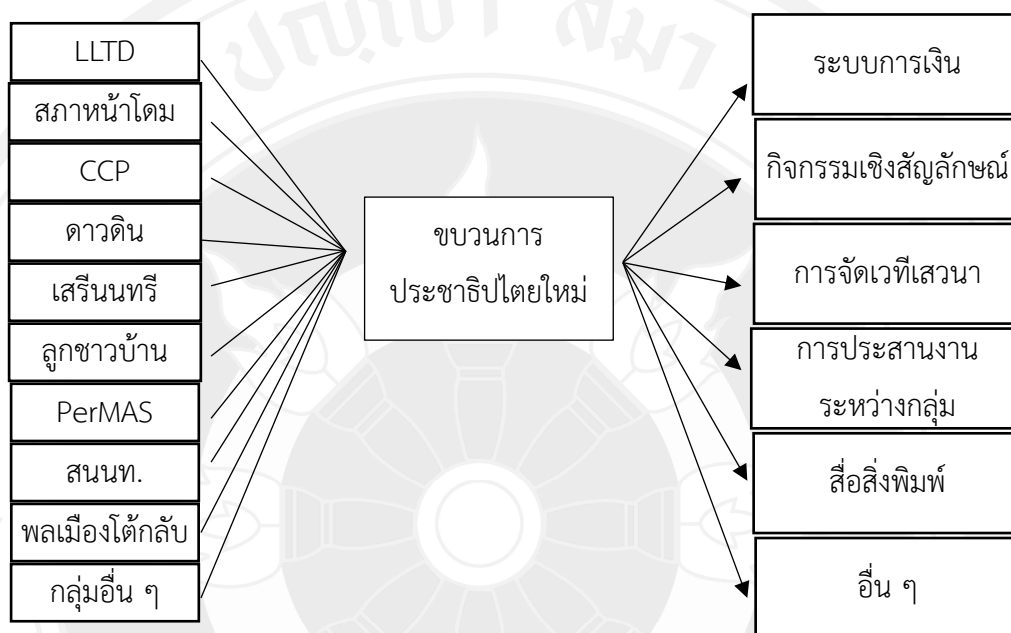 LLTD
สภาหน้าโดม
CCP
ดาวดิน
เสรีนนทรี
ลูกชาวบ้าน
PerMAS
สนนท.
พลเมืองโต้กลับ
กลุ่มอื่น ๆ
ขบวนการ
ประชาธิปไตยใหม่
ระบบการเงิน
กิจกรรมเชิงสัญลักษณ์
การจัดเวทีเสวนา
การประสานงาน
ระหว่างกลุ่ม
สื่อสิ่งพิมพ์
อื่น ๆ